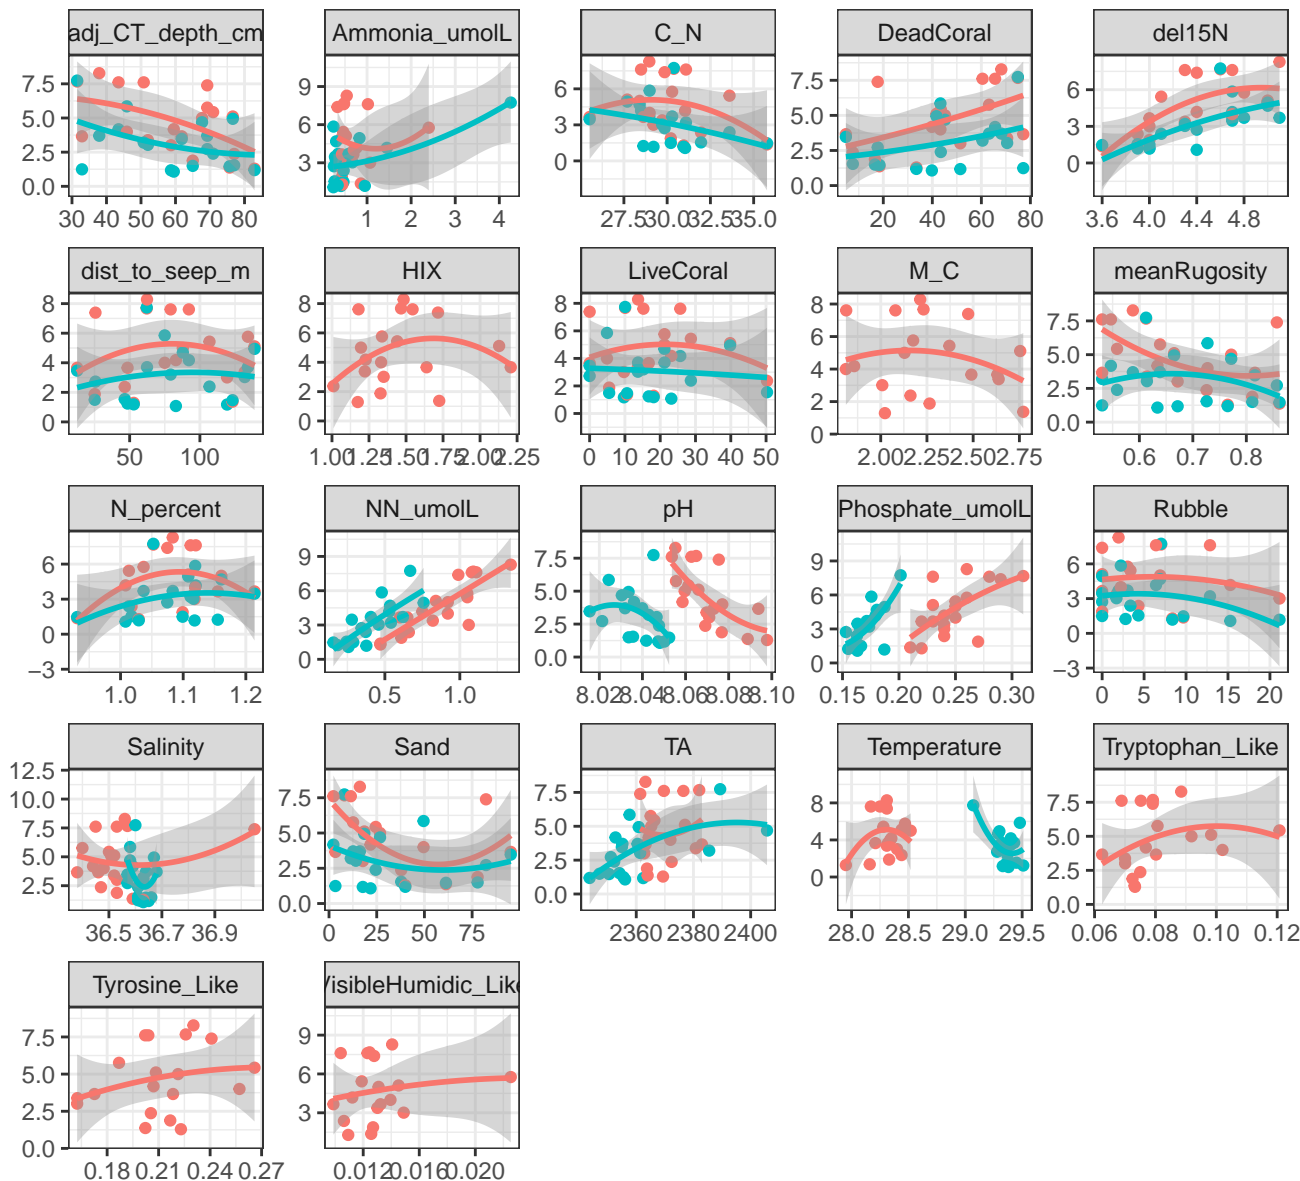 adj_CT_depth_cm Ammonia_umolL C_N DeadCoral del15N
7.5 5.0 2.5 0.0
9 6 3
6 3 0
7.5 5.0 2.5 0.0
6 3 0
30 40 50 60 70 80
1 2 3 4
27.5 30.0 32.5 35.0
20 40 60 80
3.6 4.0 4.4 4.8
dist_to_seep_m HIX LiveCoral M_C meanRugosity
8 6 4 2 0
8 6 4 2 0
8 6 4 2 0
8 6 4 2 0
7.5 5.0 2.5 0.0
50 100
1.00 1.25 1.50 1.75 2.00 2.25
0 10 20 30 40 50
2.00 2.25 2.50 2.75
0.6 0.7 0.8
N_percent NN_umolL pH Phosphate_umolL Rubble
6 3 0 −3
9 6 3 0
7.5 5.0 2.5 0.0
9 6 3 0
6 3 0 −3
1.0 1.1 1.2
0.5 1.0
8.02 8.04 8.06 8.08 8.10
0.15 0.20 0.25 0.30
0 5 10 15 20
Salinity Sand TA Temperature Tryptophan_Like
12.5 10.0 7.5 5.0 2.5
7.5 5.0 2.5 0.0
7.5 5.0 2.5 0.0
8 4 0
7.5 5.0 2.5 0.0
36.5 36.7 36.9
0 25 50 75
2360 2380 2400
28.0 28.5 29.0 29.5
0.06 0.08 0.10 0.12
Tyrosine_Like VisibleHumidic_Like
7.5 5.0 2.5 0.0
9 6 3
0.18 0.21 0.24 0.27
0.012 0.016 0.020